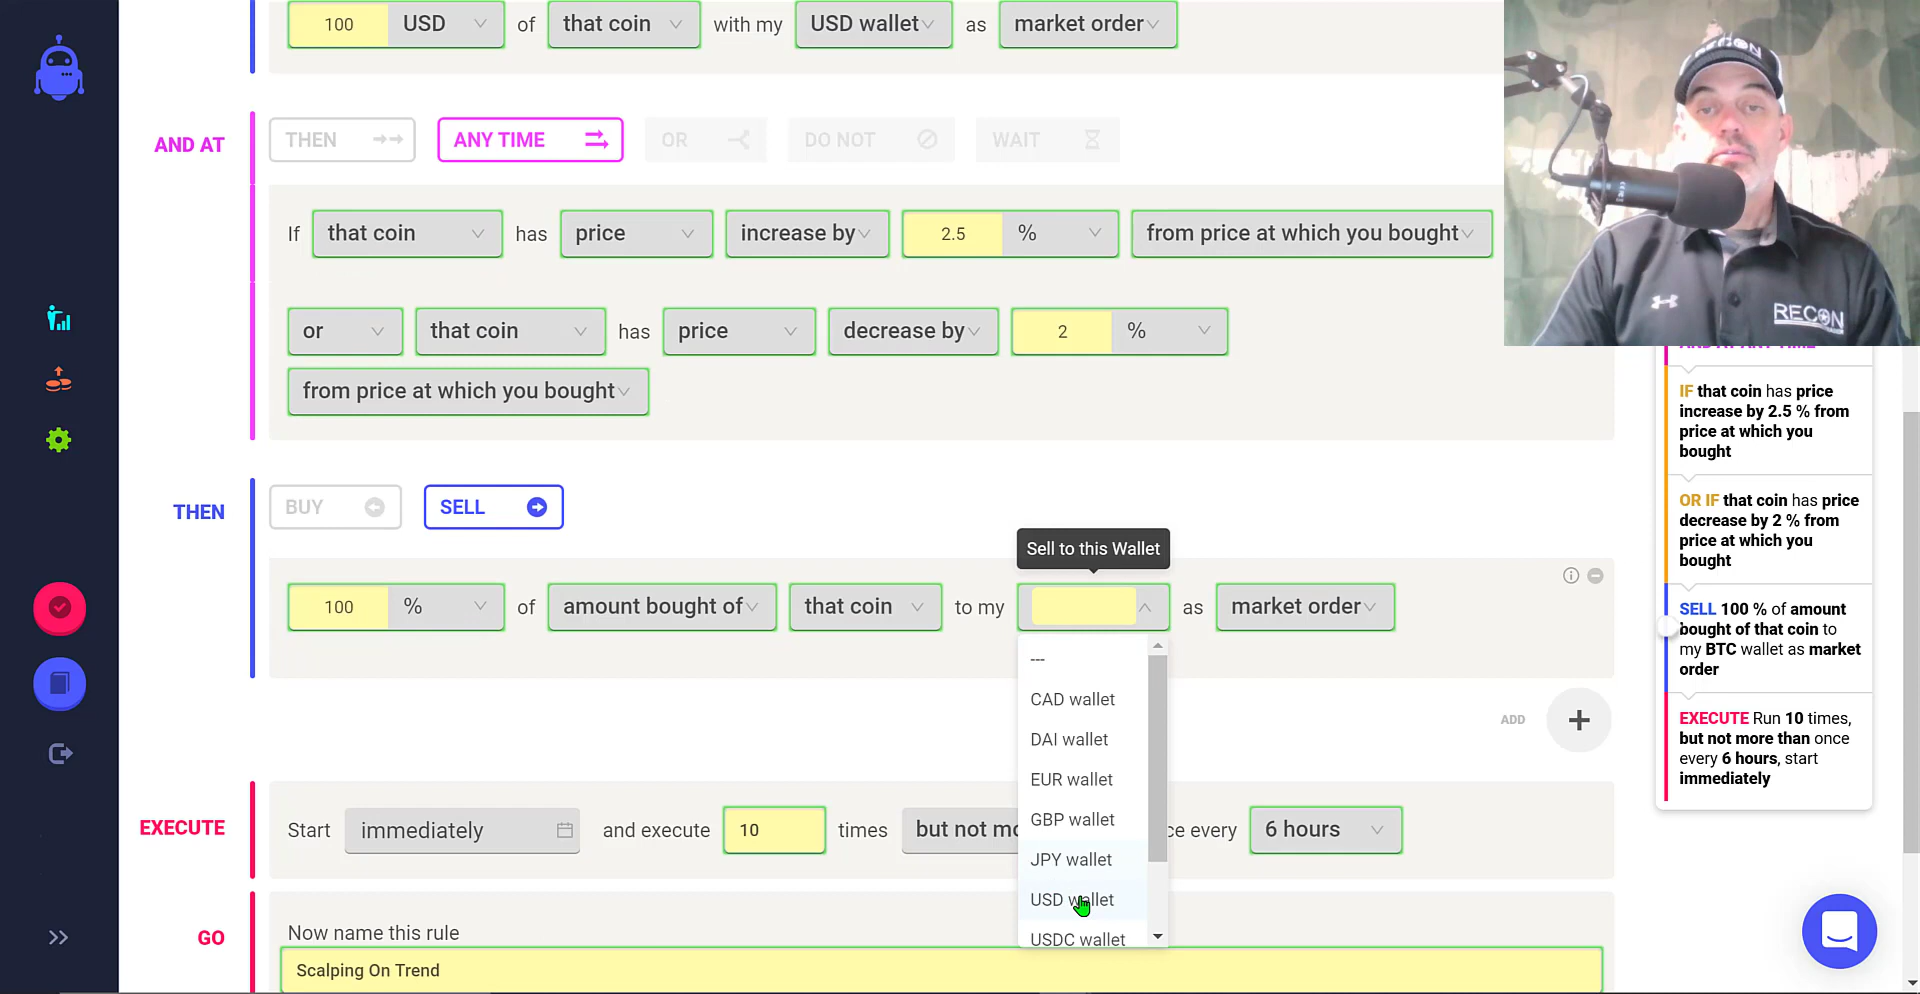 100 USD of that coin with my USD wallet as market order
RECON
AND AT THEN ANY TIME OR DO NOT WAIT
If that coin has price increase by 2.5 % from price at which you bought
RECON
or that coin has price decrease by 2 %
from price at which you bought
IF that coin has price
increase by 2.5 % from
price at which you
bought
OR IF that coin has price
decrease by 2 % from
price at which you
bought
THEN BUY SELL
Sell to this Wallet
100 % of amount bought of that coin to my as market order
SELL 100 % of amount
bought of that coin to
my BTC wallet as market
order
---
CAD wallet
DAI wallet
EUR wallet
GBP wallet
JPY wallet
USD wallet
USDC wallet
ADD
EXECUTE Run 10 times,
but not more than once
every 6 hours, start
immediately
EXECUTE Start immediately and execute 10 times but not mo ce every 6 hours
GO Now name this rule
Scalping On Trend